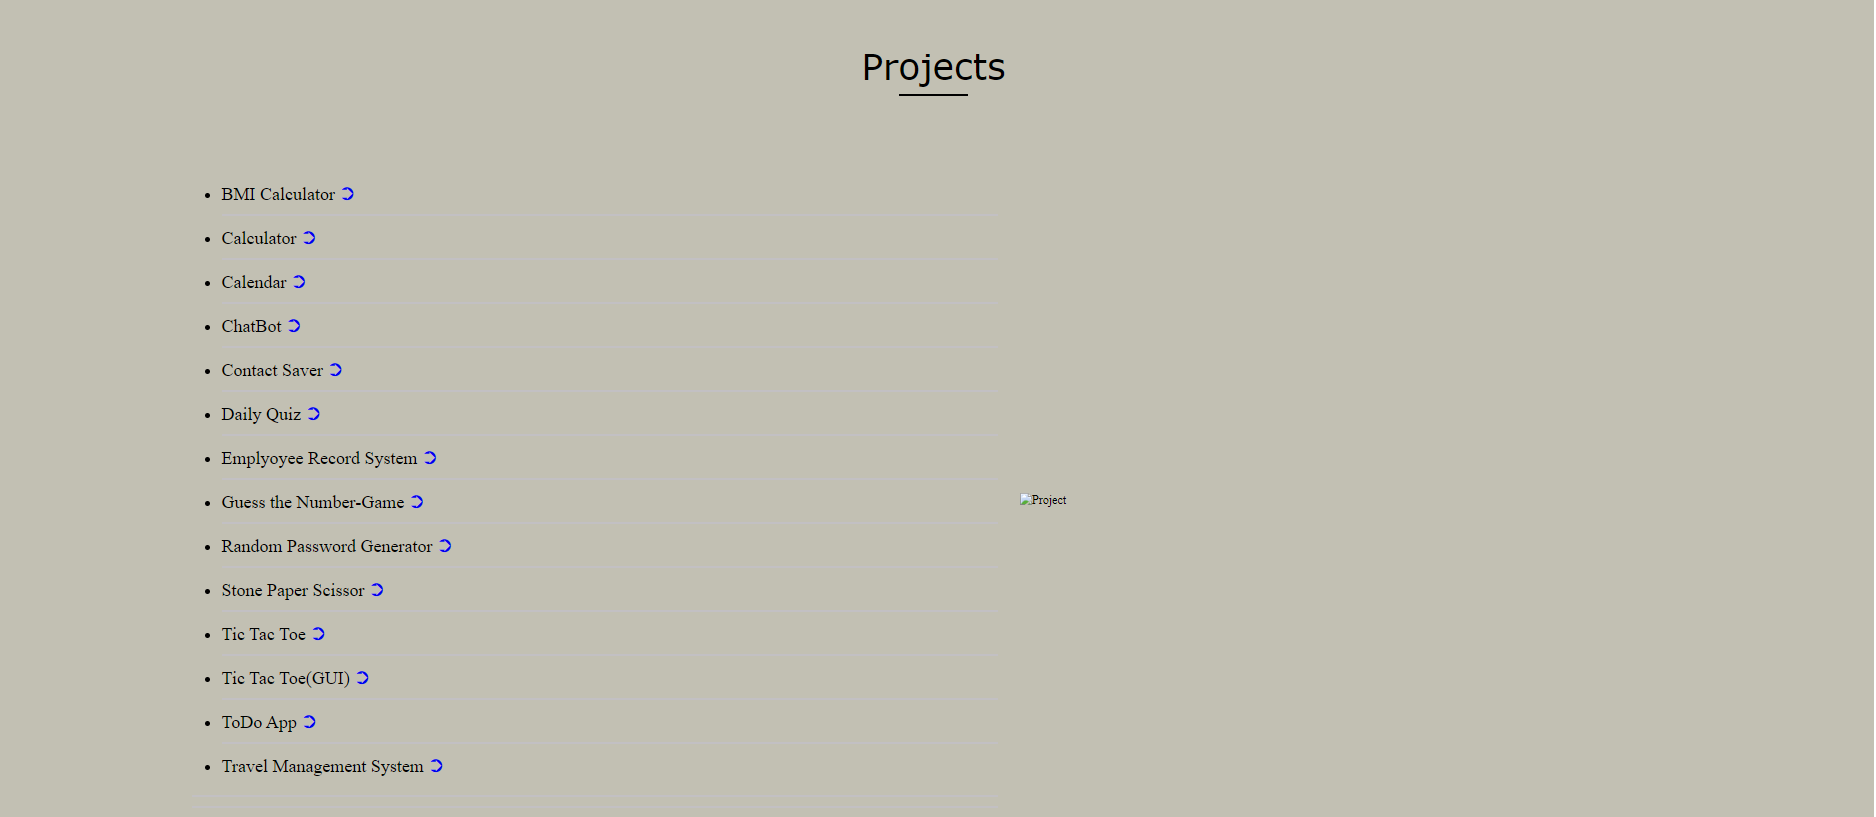 Projects
BMI Calculator ➲
Calculator ➲
Calendar ➲
ChatBot ➲
Contact Saver ➲
Daily Quiz ➲
Emplyoyee Record System ➲
Guess the Number-Game ➲
Random Password Generator ➲
Project
Stone Paper Scissor ➲
Tic Tac Toe ➲
Tic Tac Toe(GUI) ➲
ToDo App ➲
Travel Management System ➲